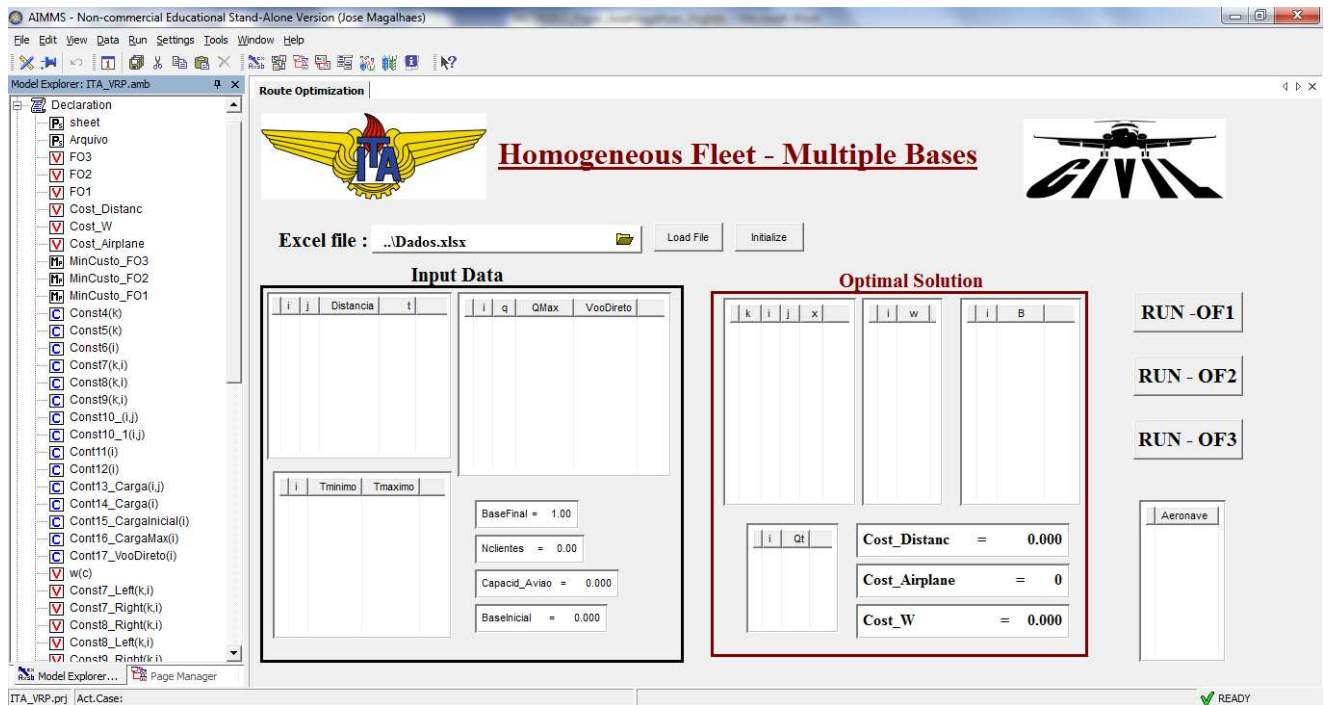 AIMMS - Non-commercial Educational Stand-Alone Version (Jose Magalhaes)
File Edit View Data Run Settings Tools Window Help
Model Explorer: ITA_VRP.amb
Declaration
sheet
Arquivo
FO3
FO2
FO1
Cost_Distanc
Cost_W
Cost_Airplane
MinCusto_FO3
MinCusto_FO2
MinCusto_FO1
Const4(k)
Const5(k)
Const6(i)
Const7(k,i)
Const8(k,i)
Const9(k,i)
Const10_(i,j)
Const10_1(i,j)
Cont11(i)
Cont12(i)
Cont13_Carga(i,j)
Cont14_Carga(i)
Cont15_CargaInicial(i)
Cont16_CargaMax(i)
Cont17_VooDireto(i)
w(c)
Const7_Left(k,i)
Const7_Right(k,i)
Const8_Right(k,i)
Const8_Left(k,i)
Const9_Right(k,i)
Model Explorer... Page Manager
Route Optimization
ITA
Homogeneous Fleet - Multiple Bases
CIVIL
Excel file : ..\Dados.xlsx Load File Initialize
Input Data
i j Distancia t
i q QMax VooDireto
i Tminimo Tmaximo
BaseFinal = 1.00
Nclientes = 0.00
Capacid_Aviao = 0.000
BaseInicial = 0.000
Optimal Solution
k i j x
i w
i B
i Qt
Cost_Distanc = 0.000
Cost_Airplane = 0
Cost_W = 0.000
RUN -OF1
RUN - OF2
RUN - OF3
Aeronave
ITA_VRP.prj Act.Case: READY